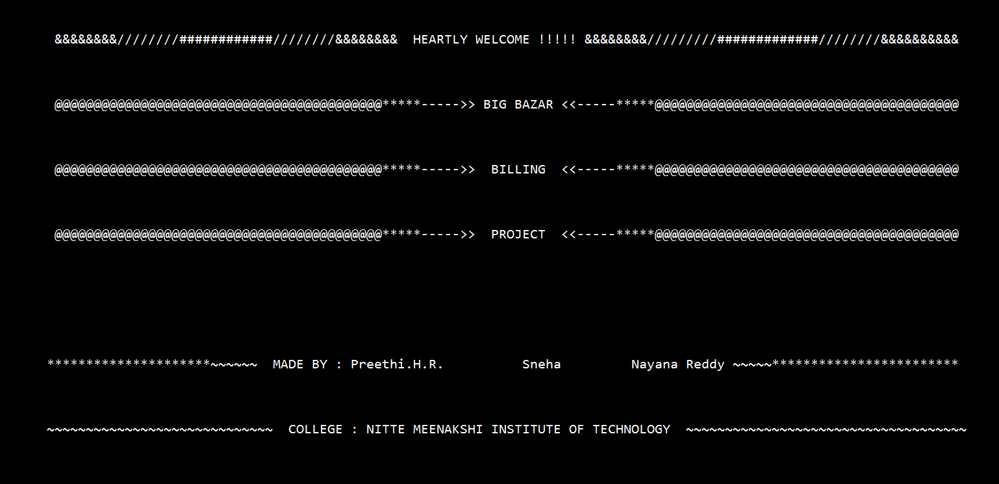 &&&&&&&&////////############////////&&&&&&&&  HEARTLY WELCOME !!!!! &&&&&&&&/////////#############////////&&&&&&&&&&
@@@@@@@@@@@@@@@@@@@@@@@@@@@@@@@@@@@@@@@@@@*****----->> BIG BAZAR <<-----*****@@@@@@@@@@@@@@@@@@@@@@@@@@@@@@@@@@@@@@@
@@@@@@@@@@@@@@@@@@@@@@@@@@@@@@@@@@@@@@@@@@*****----->>  BILLING  <<-----*****@@@@@@@@@@@@@@@@@@@@@@@@@@@@@@@@@@@@@@@
@@@@@@@@@@@@@@@@@@@@@@@@@@@@@@@@@@@@@@@@@@*****----->>  PROJECT  <<-----*****@@@@@@@@@@@@@@@@@@@@@@@@@@@@@@@@@@@@@@@
*********************~~~~~~  MADE BY : Preethi.H.R.          Sneha         Nayana Reddy ~~~~~************************
~~~~~~~~~~~~~~~~~~~~~~~~~~~~~  COLLEGE : NITTE MEENAKSHI INSTITUTE OF TECHNOLOGY  ~~~~~~~~~~~~~~~~~~~~~~~~~~~~~~~~~~~~